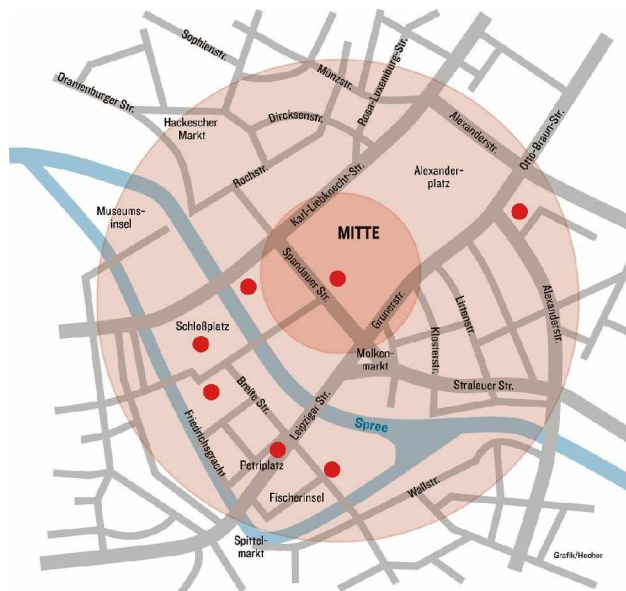 Sophienstr.
Oranienburger Str.
Münzstr.
Rosa-Luxemburg-Str.
Hackescher
Markt
Dircksenstr.
Alexanderstr.
Otto-Braun-Str.
Rochstr.
Karl-Liebknecht-Str.
Alexander-
platz
Museums-
insel
MITTE
Spandauer Str.
Grunerstr.
Schloßplatz
Klosterstr.
Littenstr.
Alexanderstr.
Molken-
markt
Stralauer Str.
Breite Str.
Leipziger Str.
Friedrichsgracht
Spree
Petriplatz
Fischerinsel
Wallstr.
Spittel-
markt
Grafik/Hecher